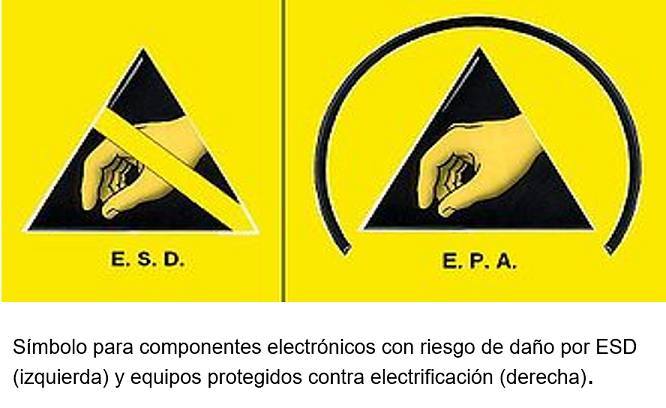 E. S. D.
E. P. A.
Símbolo para componentes electrónicos con riesgo de daño por ESD
(izquierda) y equipos protegidos contra electrificación (derecha).